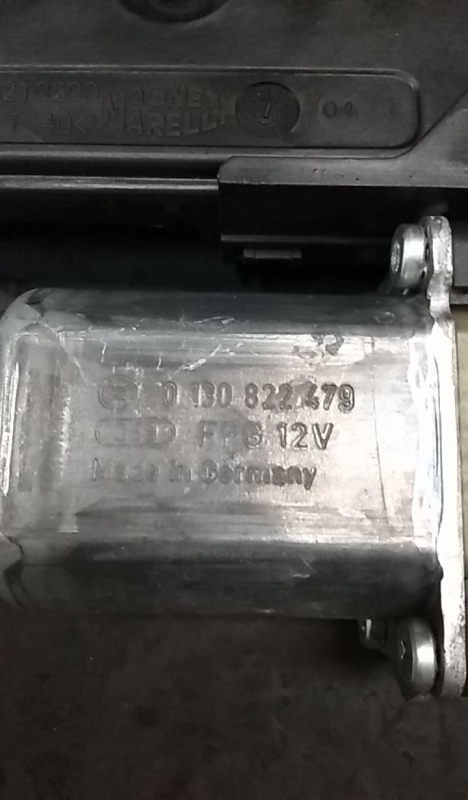 210200 MAGNETI 04
MARELLI
0 130 822 479
FPG 12V
Made in Germany